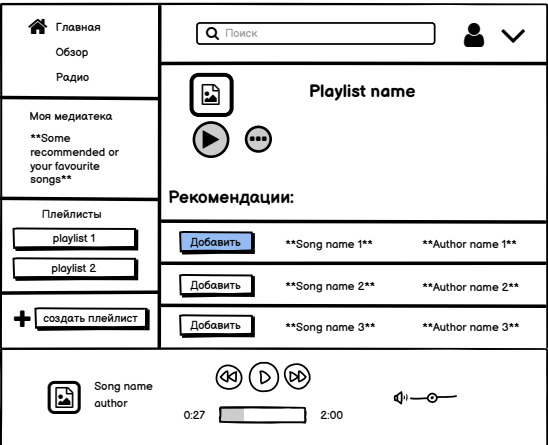 Главная
Обзор
Радио
Моя медиатека
**Some
recommended or
your favourite
songs**
Плейлисты
playlist 1
playlist 2
создать плейлист
Поиск
Playlist name
Рекомендации:
Добавить **Song name 1** **Author name 1**
Добавить **Song name 2** **Author name 2**
Добавить **Song name 3** **Author name 3**
Song name
author
0:27 2:00